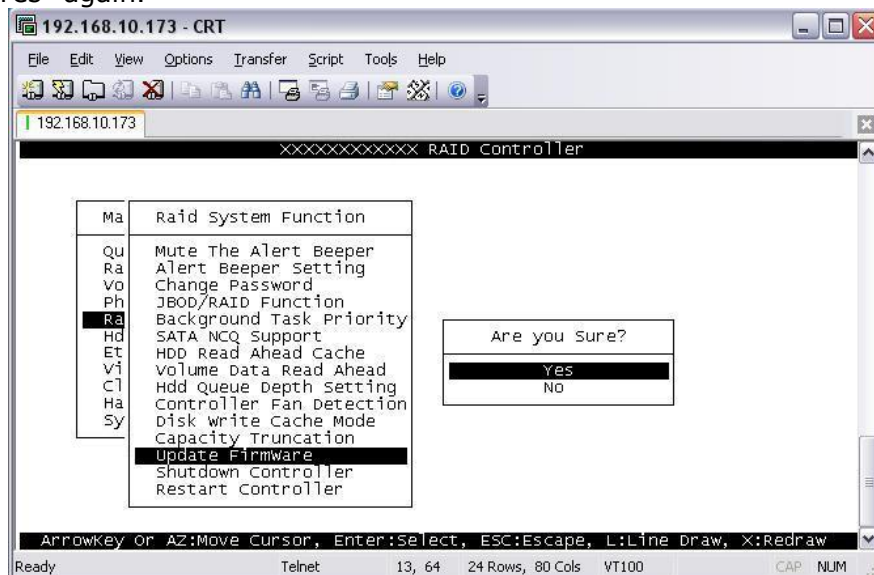 192.168.10.173 - CRT
File Edit View Options Transfer Script Tools Help
192.168.10.173
XXXXXXXXXXXX RAID Controller
Ma
Qu
Ra
Vo
Ph
Ra
Hd
Et
Vi
Cl
Ha
Sy
Raid System Function
Mute The Alert Beeper
Alert Beeper Setting
Change Password
JBOD/RAID Function
Background Task Priority
SATA NCQ Support
HDD Read Ahead Cache
Volume Data Read Ahead
Hdd Queue Depth Setting
Controller Fan Detection
Disk Write Cache Mode
Capacity Truncation
Update Firmware
Shutdown Controller
Restart Controller
Are you Sure?
Yes
No
ArrowKey Or AZ:Move Cursor, Enter:Select, ESC:Escape, L:Line Draw, X:Redraw
Ready Telnet 13, 64 24 Rows, 80 Cols VT100 CAP NUM